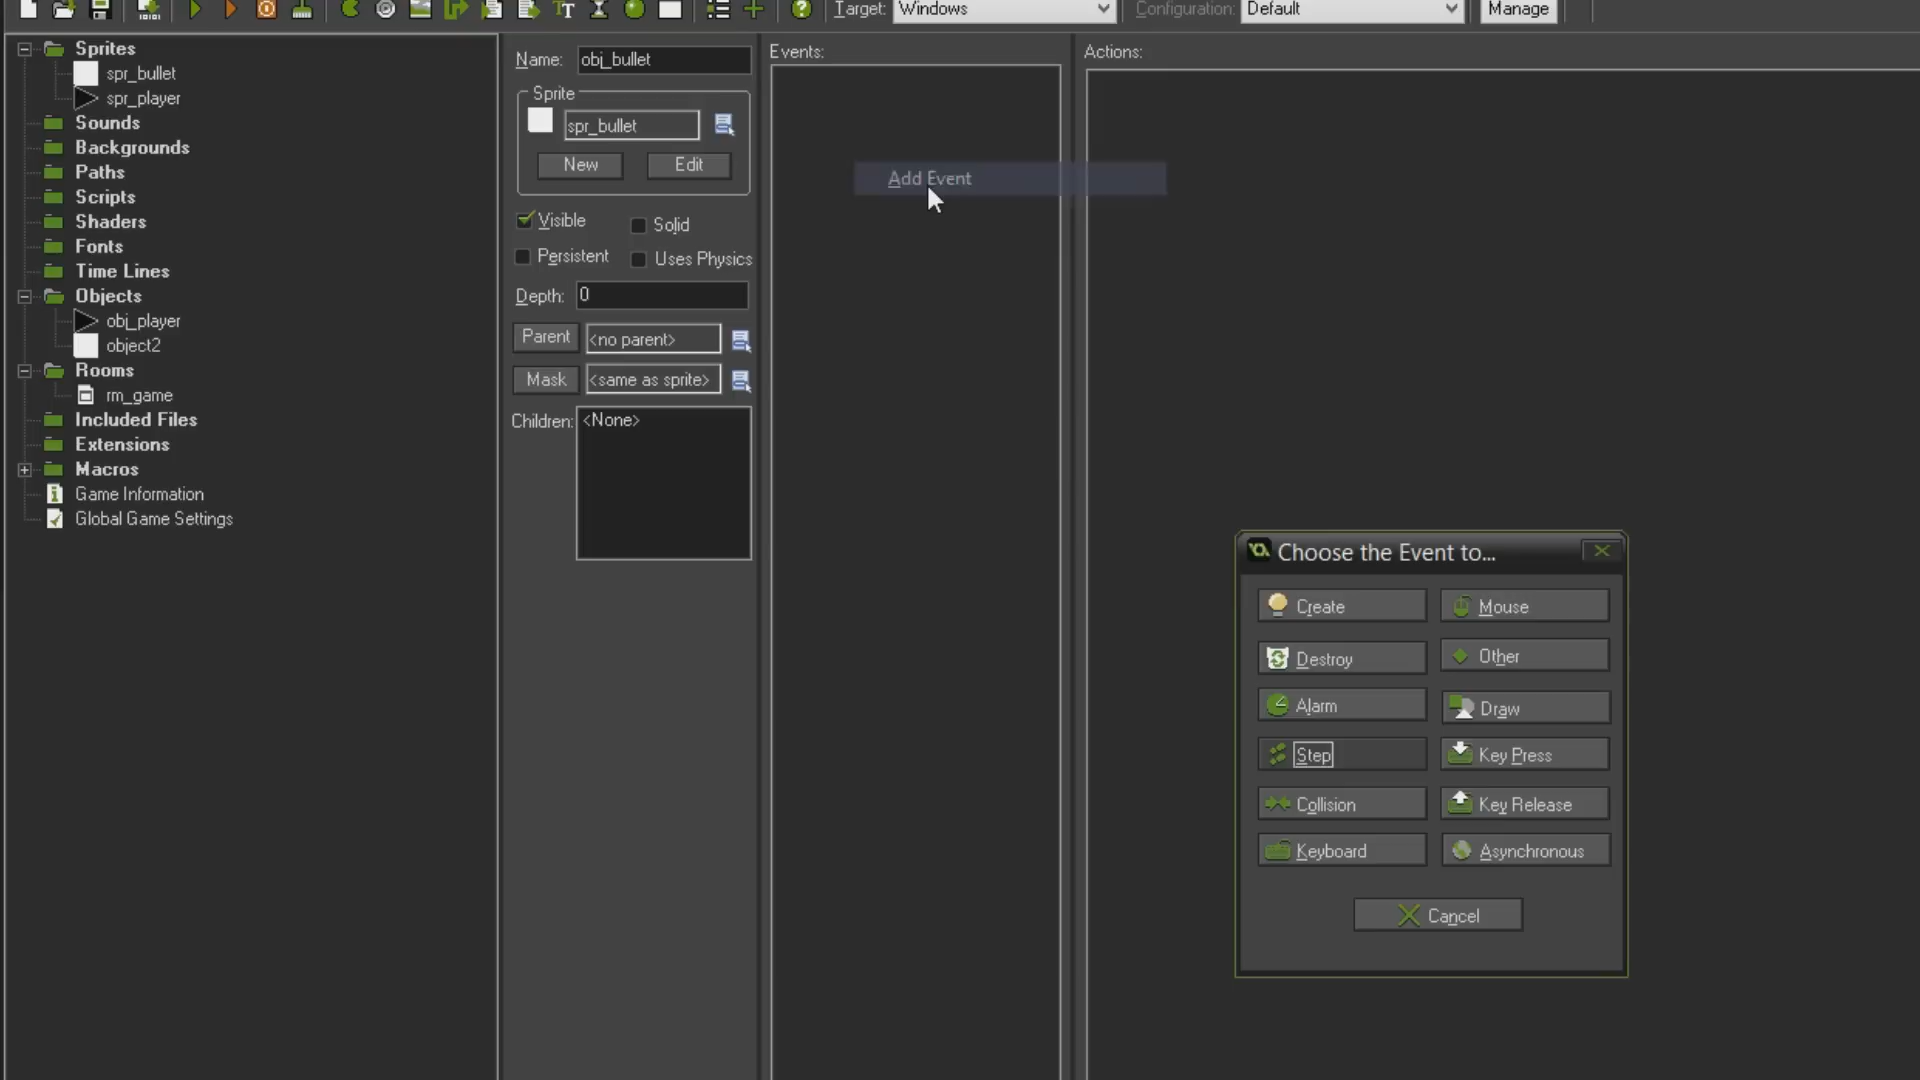 Target: Windows
Configuration: Default
Manage
Sprites
spr_bullet
spr_player
Sounds
Backgrounds
Paths
Scripts
Shaders
Fonts
Time Lines
Objects
obj_player
object2
Rooms
rm_game
Included Files
Extensions
Macros
Game Information
Global Game Settings
Name: obj_bullet
Sprite
spr_bullet
New Edit
Visible Solid
Persistent Uses Physics
Depth: 0
Parent <no parent>
Mask <same as sprite>
Children: <None>
Events:
Add Event
Actions:
Choose the Event to...
Create Mouse
Destroy Other
Alarm Draw
Step Key Press
Collision Key Release
Keyboard Asynchronous
Cancel